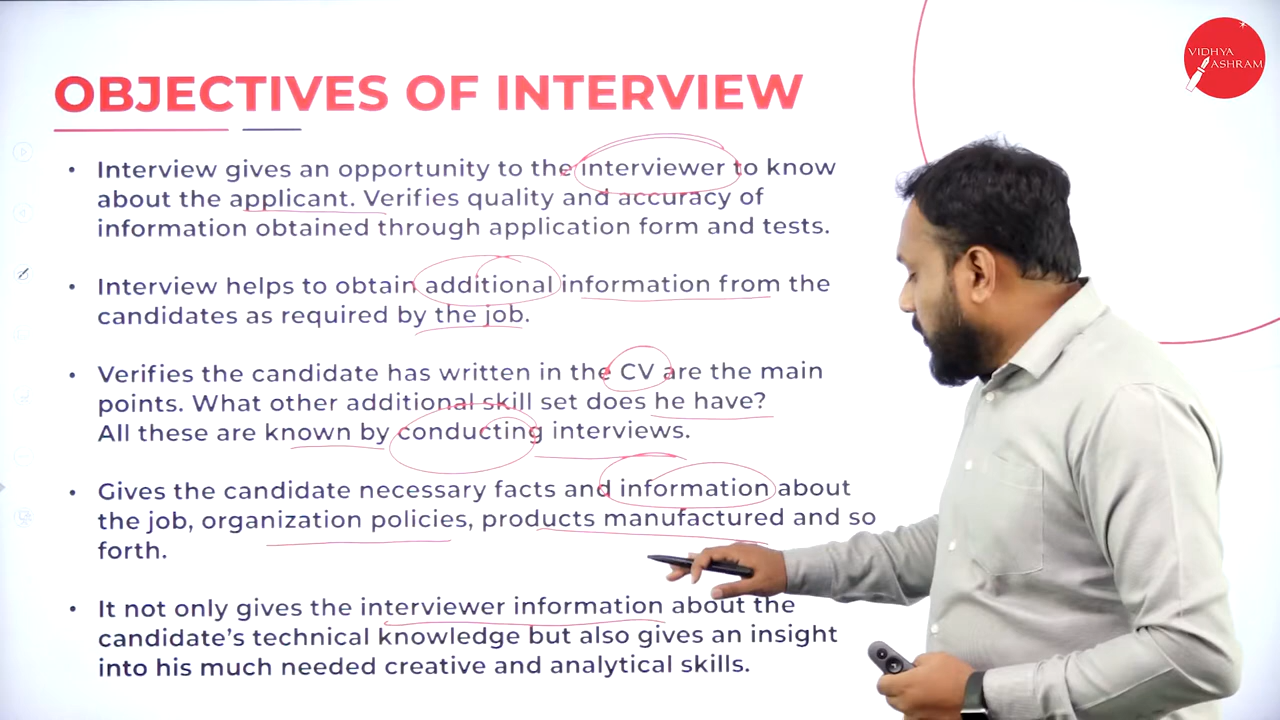 VIDHYA
ASHRAM
OBJECTIVES OF INTERVIEW
• Interview gives an opportunity to the interviewer to know
about the applicant. Verifies quality and accuracy of
information obtained through application form and tests.
• Interview helps to obtain additional information from the
candidates as required by the job.
• Verifies the candidate has written in the CV are the main
points. What other additional skill set does he have?
All these are known by conducting interviews.
• Gives the candidate necessary facts and information about
the job, organization policies, products manufactured and so
forth.
• It not only gives the interviewer information about the
candidate’s technical knowledge but also gives an insight
into his much needed creative and analytical skills.